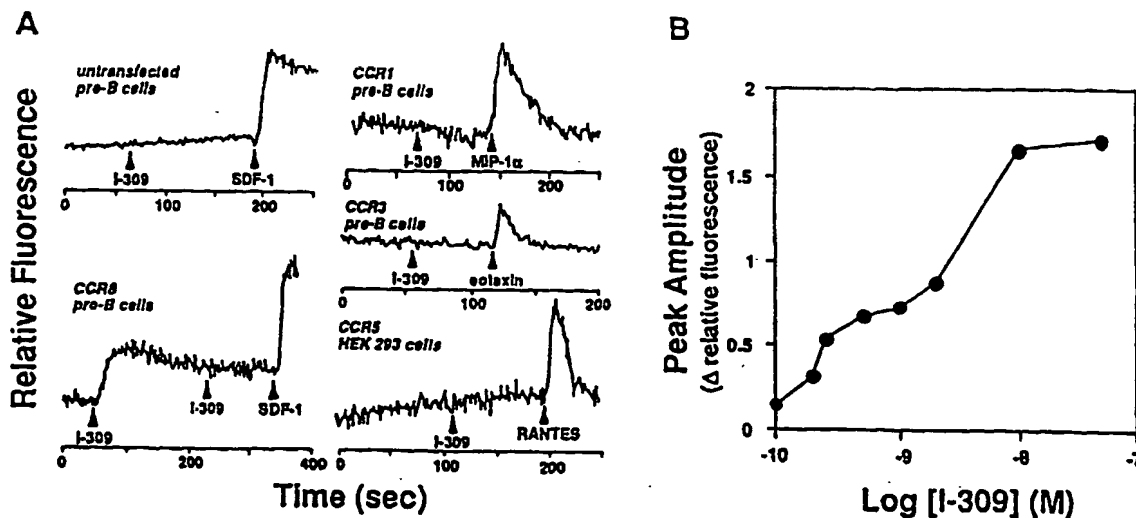 A
Relative Fluorescence
untransfected
pre-B cells
I-309
SDF-1
0
100
200
CCR8
pre-B cells
I-309
I-309
SDF-1
0
200
400
CCR1
pre-B cells
I-309
MIP-1α
0
100
200
CCR3
pre-B cells
I-309
eotaxin
0
100
200
CCR5
HEK 293 cells
I-309
RANTES
0
100
200
Time (sec)
B
Peak Amplitude
(Δ relative fluorescence)
2
1.5
1
0.5
0
-10
-9
-8
Log [I-309] (M)